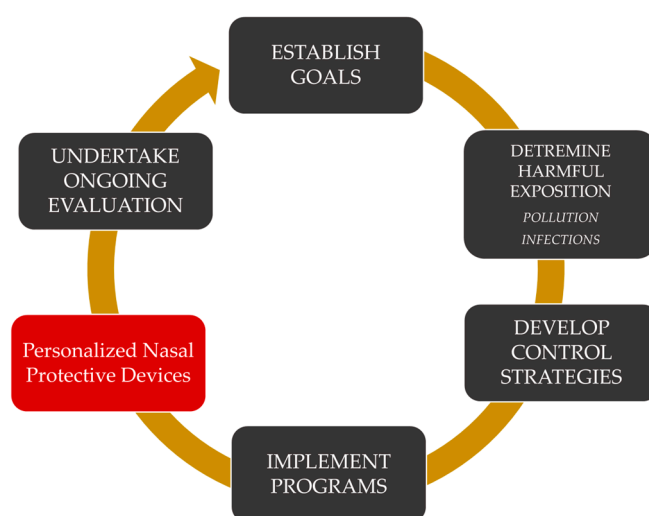 ESTABLISH
GOALS
DETREMINE
HARMFUL
EXPOSITION
POLLUTION
INFECTIONS
DEVELOP
CONTROL
STRATEGIES
IMPLEMENT
PROGRAMS
Personalized Nasal
Protective Devices
UNDERTAKE
ONGOING
EVALUATION